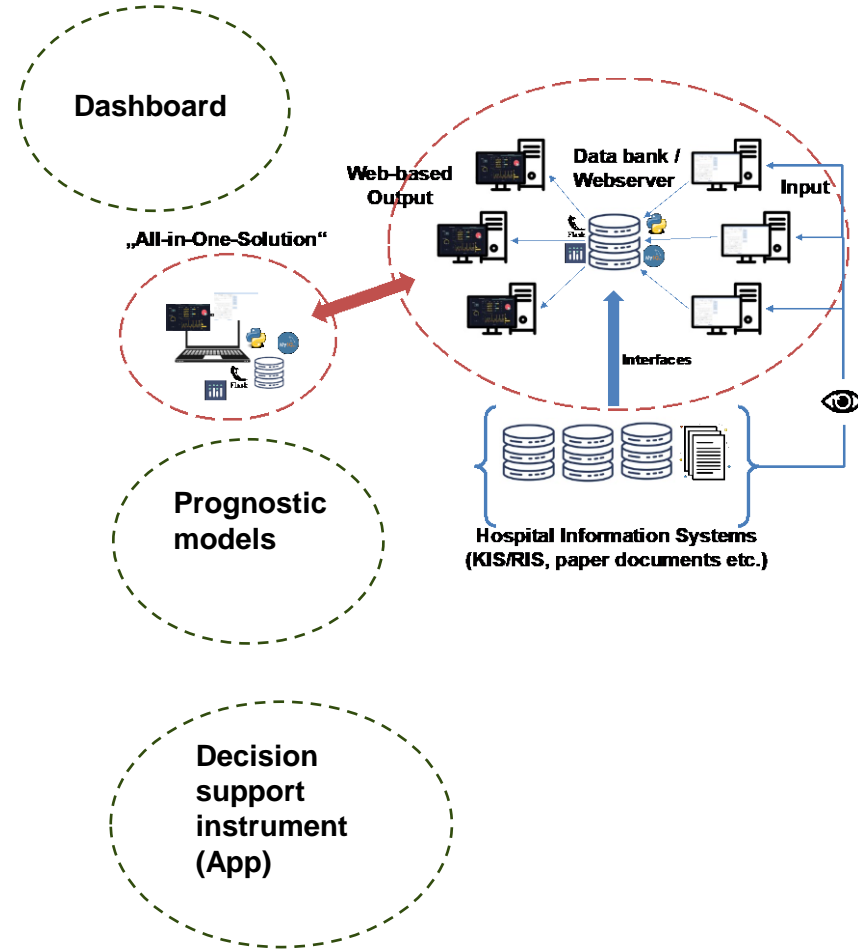 Dashboard
Web-based
Output
Data bank /
Webserver
Input
„All-in-One-Solution“
Flask
Flask
Interfaces
Prognostic
models
Hospital Information Systems
(KIS/RIS, paper documents etc.)
Decision
support
instrument
(App)